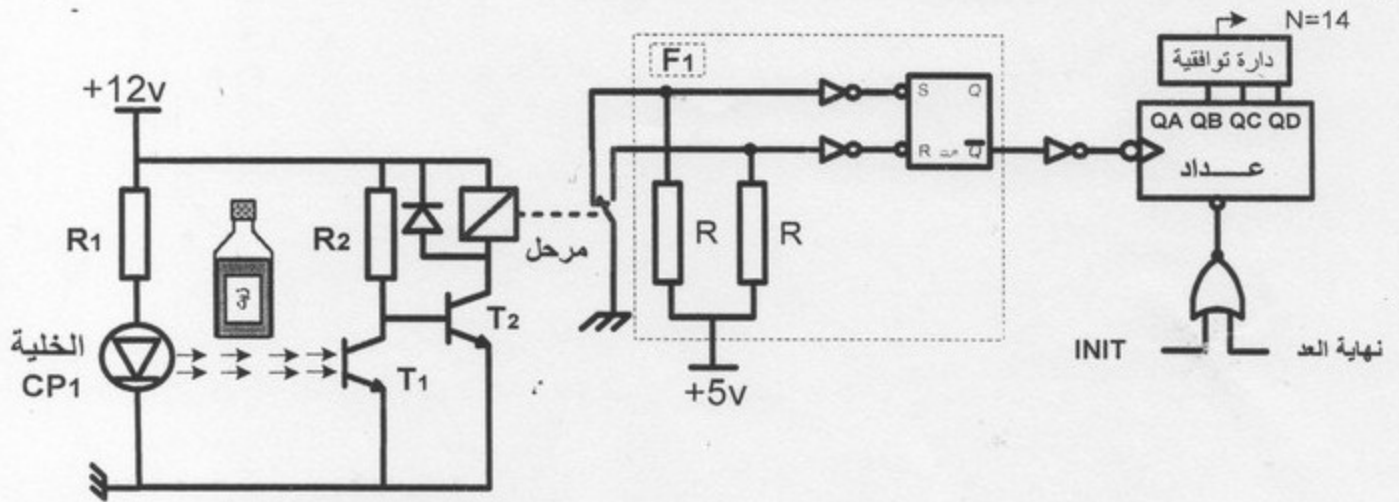 +12v
R1
الخلية
CP1
R2
T1
T2
مرحل
F1
R
R
+5v
S Q
R Q̅
N=14
دارة توافقية
QA QB QC QD
عـــداد
INIT
نهاية العد